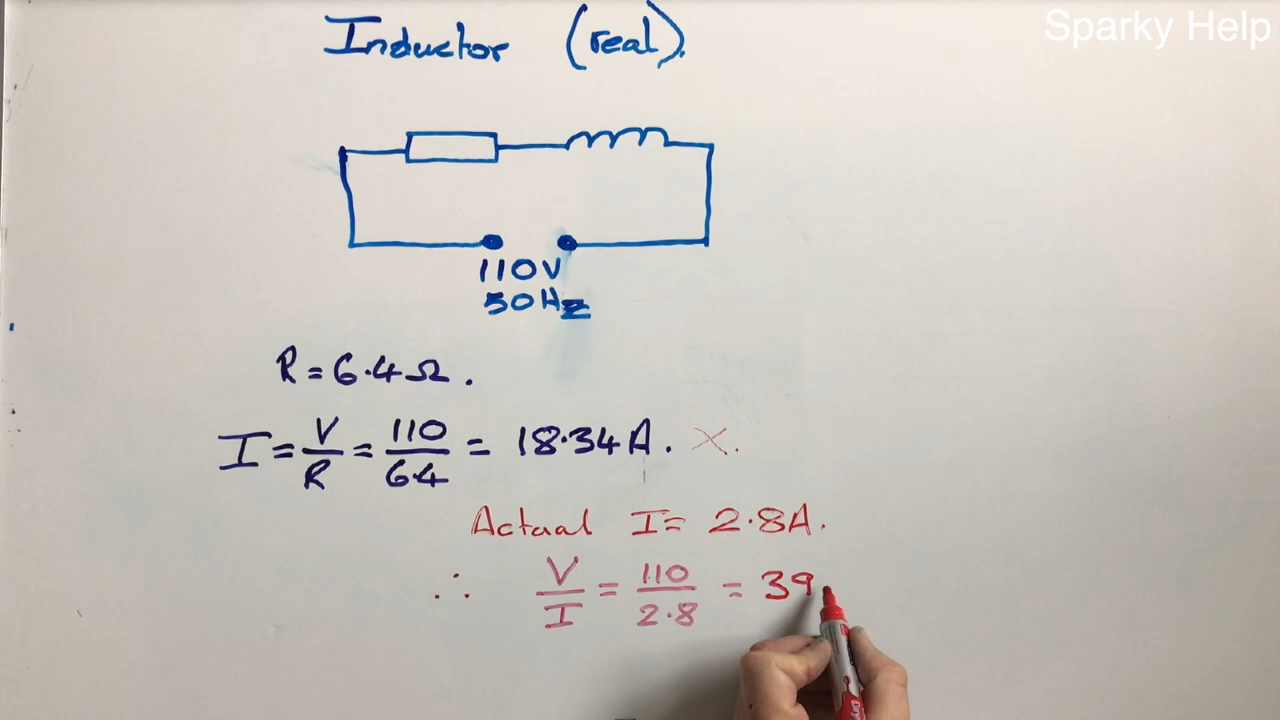 Sparky Help
Inductor (real).
110V
50Hz
R = 6.4Ω.
I = V/R = 110/6.4 = 18.34A. X.
Actual I = 2.8A.
∴ V/I = 110/2.8 = 39